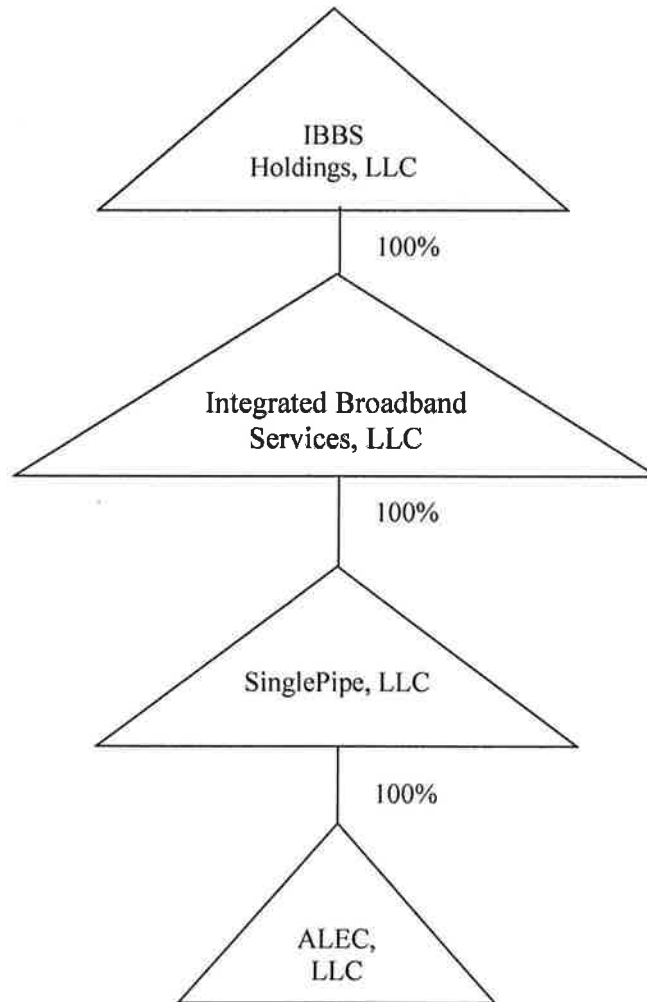 IBBS
Holdings, LLC
100%
Integrated Broadband
Services, LLC
100%
SinglePipe, LLC
100%
ALEC,
LLC